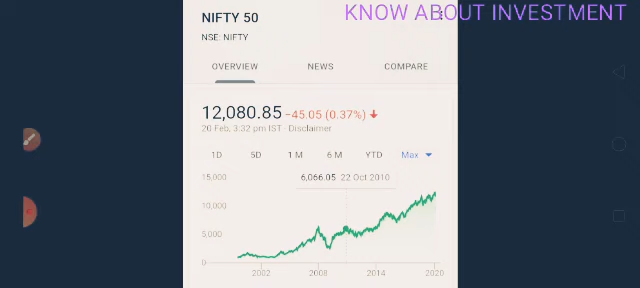 KNOW ABOUT INVESTMENT
NIFTY 50
NSE: NIFTY
OVERVIEW NEWS COMPARE
12,080.85 -45.05 (0.37%)
20 Feb, 3:32 pm IST · Disclaimer
1D 5D 1 M 6 M YTD Max
15,000
6,066.05 22 Oct 2010
10,000
5,000
0
2002 2008 2014 2020